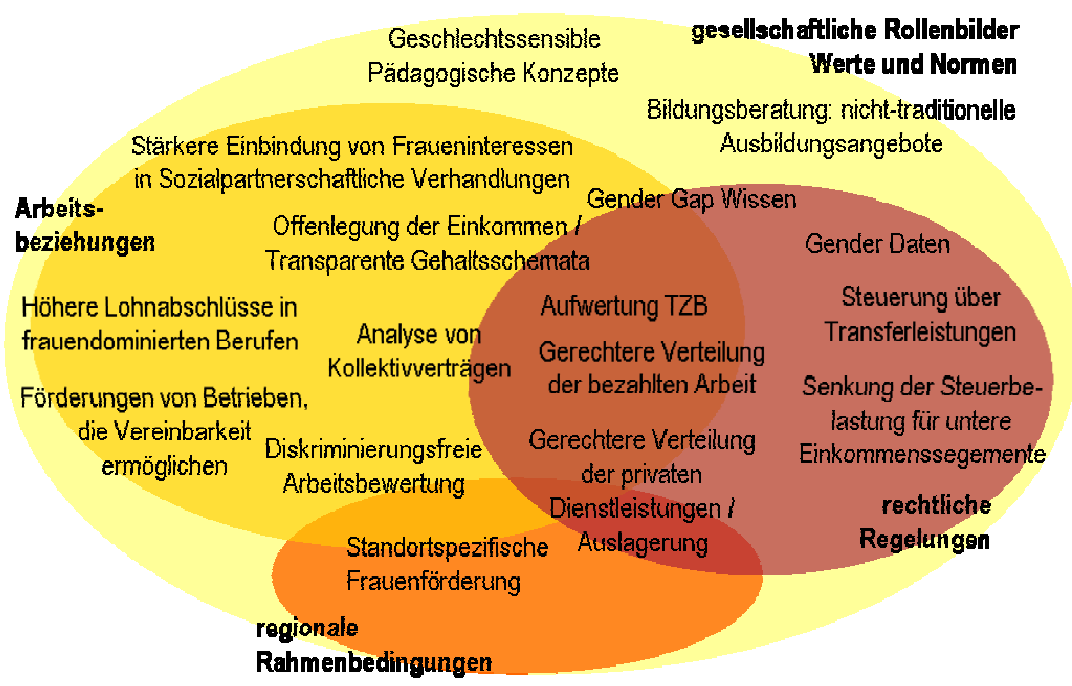 Geschlechtssensible
Pädagogische Konzepte
gesellschaftliche Rollenbilder
Werte und Normen
Bildungsberatung: nicht-traditionelle
Ausbildungsangebote
Stärkere Einbindung von Fraueninteressen
in Sozialpartnerschaftliche Verhandlungen
Gender Gap Wissen
Arbeits-
beziehungen
Offenlegung der Einkommen /
Transparente Gehaltsschemata
Gender Daten
Höhere Lohnabschlüsse in
frauendominierten Berufen
Analyse von
Kollektivverträgen
Aufwertung TZB
Steuerung über
Transferleistungen
Gerechtere Verteilung
der bezahlten Arbeit
Förderungen von Betrieben,
die Vereinbarkeit
ermöglichen
Senkung der Steuerbe-
lastung für untere
Einkommenssegemente
Diskriminierungsfreie
Arbeitsbewertung
Gerechtere Verteilung
der privaten
Dienstleistungen /
Auslagerung
rechtliche
Regelungen
Standortspezifische
Frauenförderung
regionale
Rahmenbedingungen